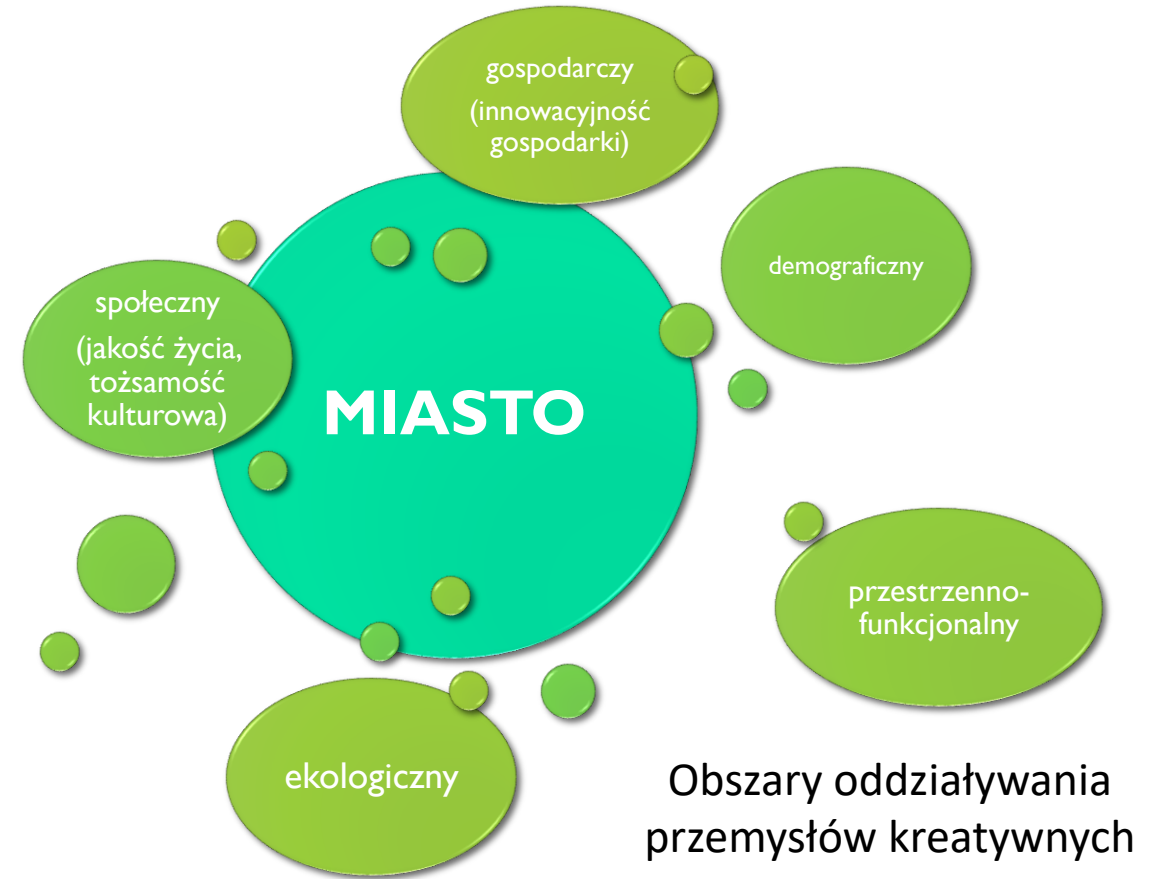 gospodarczy
(innowacyjność
gospodarki)
demograficzny
społeczny
(jakość życia,
tożsamość
kulturowa)
MIASTO
przestrzenno-
funkcjonalny
ekologiczny
Obszary oddziaływania
przemysłów kreatywnych